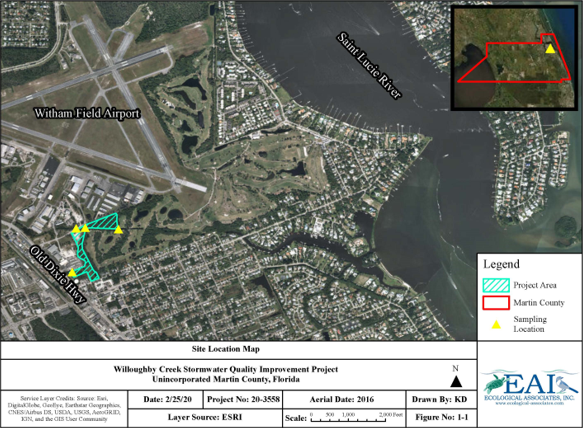 Saint Lucie River
Witham Field Airport
Old Dixie Hwy
Legend
Project Area
Martin County
Sampling
Location
Site Location Map
Willoughby Creek Stormwater Quality Improvement Project
Unincorporated Martin County, Florida
N
Service Layer Credits: Source: Esri,
DigitalGlobe, GeoEye, Earthstar Geographics,
CNES/Airbus DS, USDA, USGS, AeroGRID,
IGN, and the GIS User Community
Date: 2/25/20
Project No: 20-3558
Aerial Date: 2016
Drawn By: KD
Layer Source: ESRI
Scale:
0 500 1,000 2,000 Feet
Figure No: 1-1
EAI
ECOLOGICAL ASSOCIATES, INC.
www.ecological-associates.com